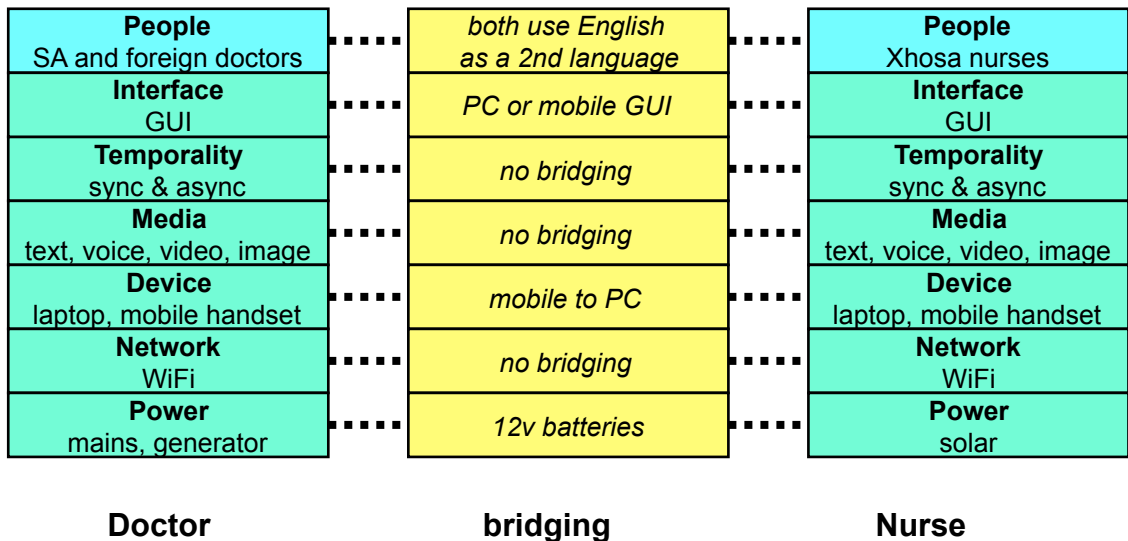 People
SA and foreign doctors
both use English
as a 2nd language
People
Xhosa nurses
Interface
GUI
PC or mobile GUI
Interface
GUI
Temporality
sync & async
no bridging
Temporality
sync & async
Media
text, voice, video, image
no bridging
Media
text, voice, video, image
Device
laptop, mobile handset
mobile to PC
Device
laptop, mobile handset
Network
WiFi
no bridging
Network
WiFi
Power
mains, generator
12v batteries
Power
solar
Doctor
bridging
Nurse